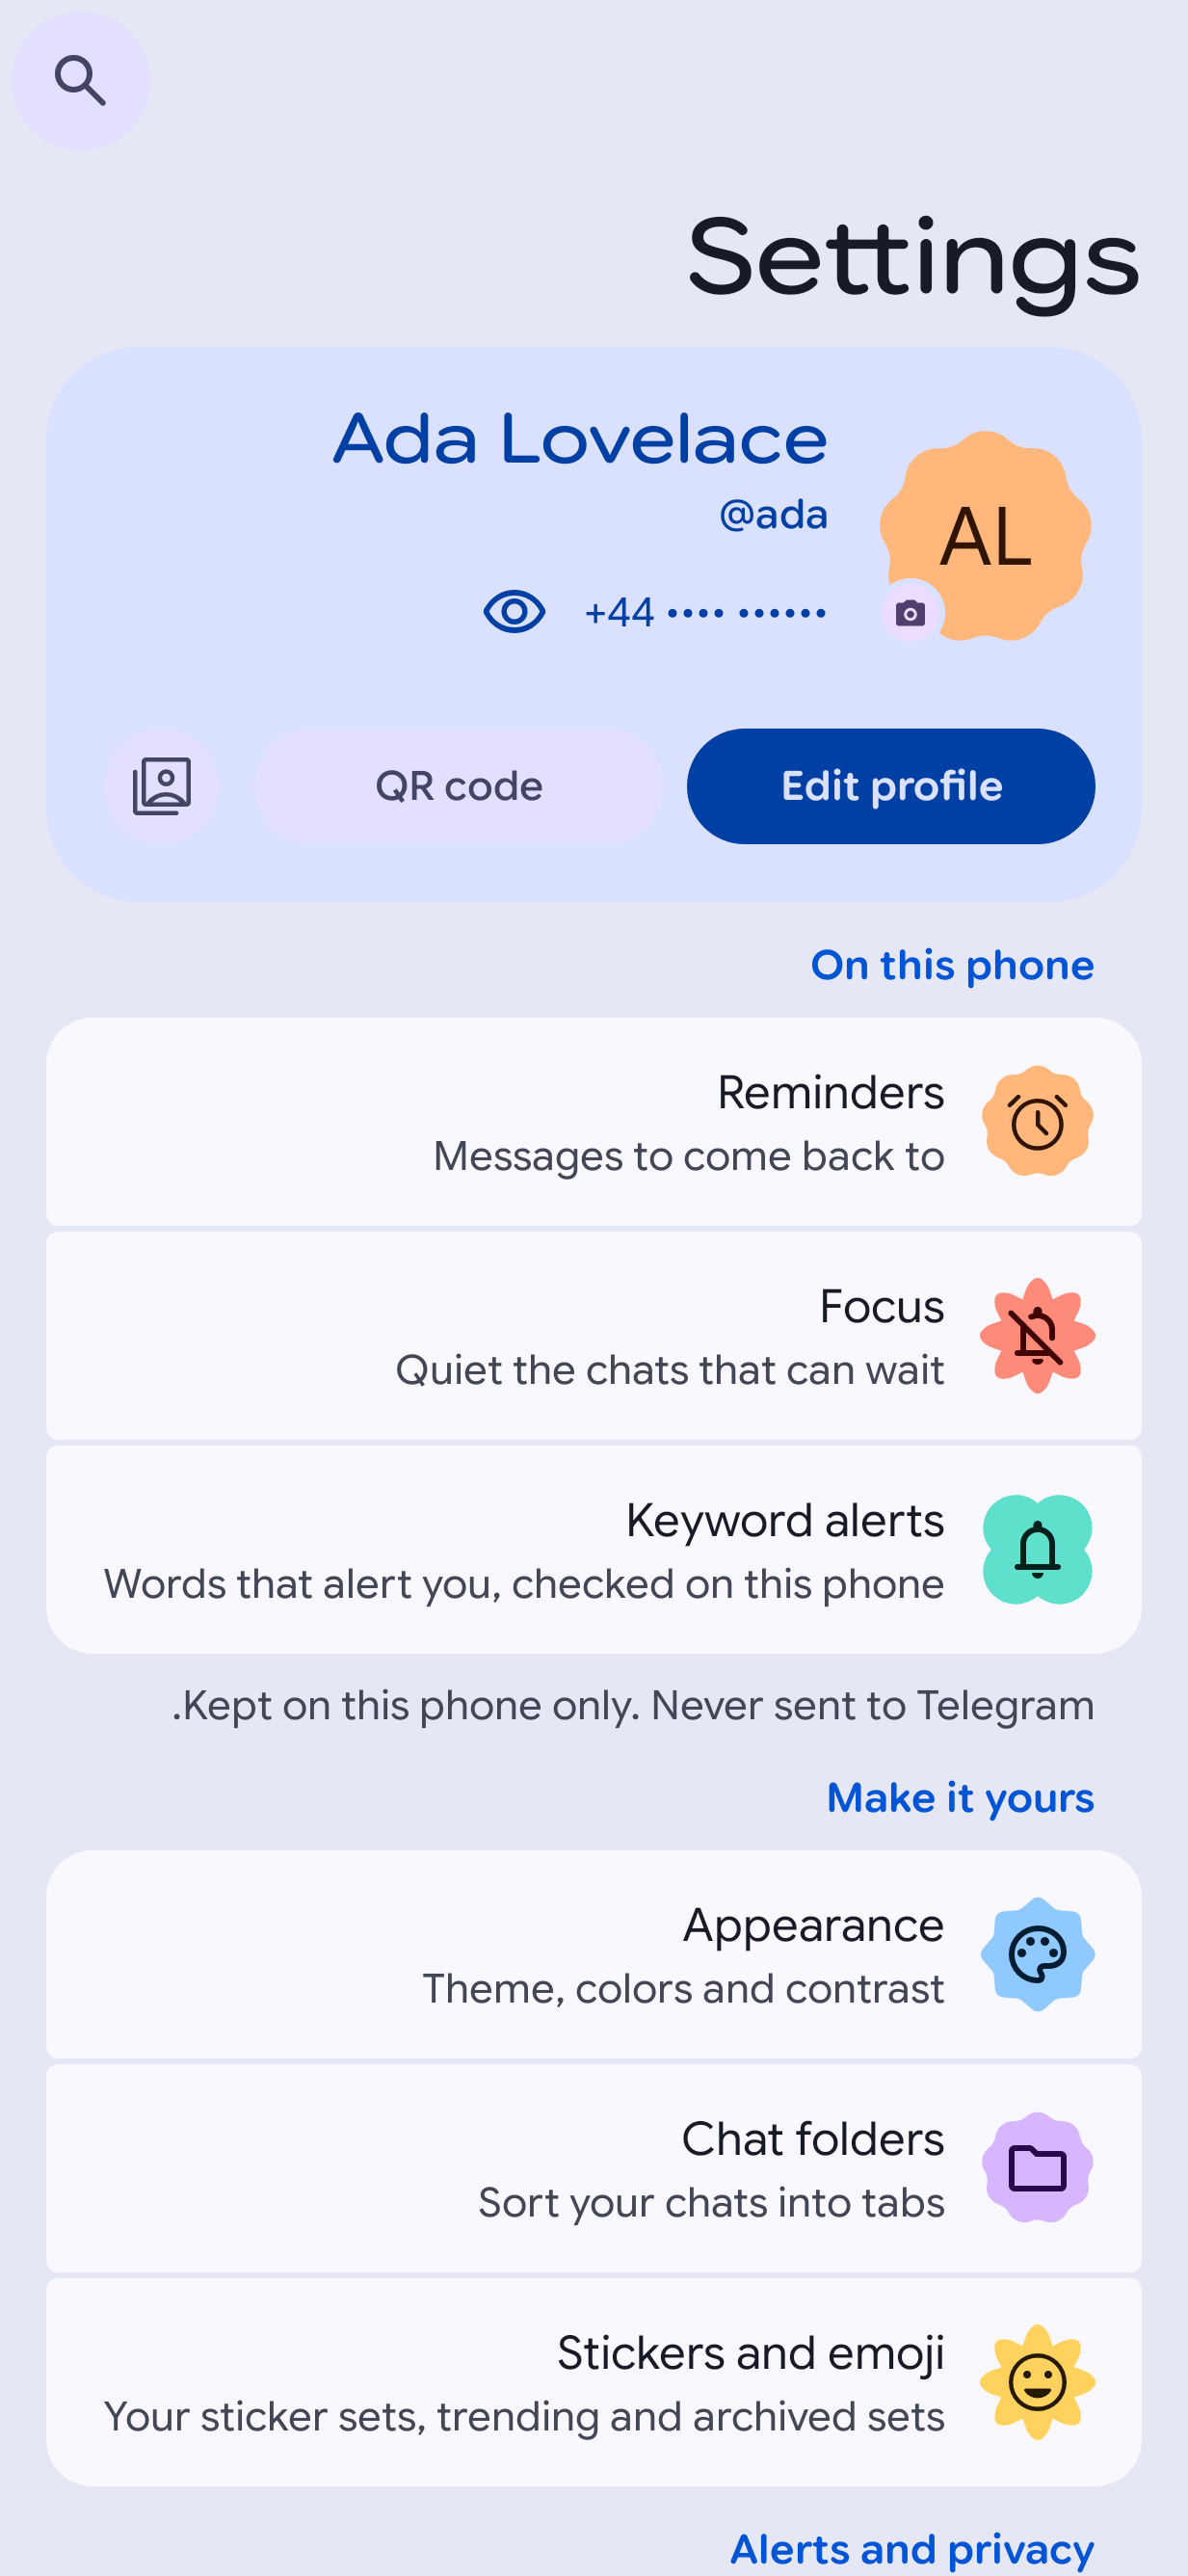 Settings
Ada Lovelace
@ada
AL
+44 •••• ••••••
Edit profile
QR code
On this phone
Reminders
Messages to come back to
Focus
Quiet the chats that can wait
Keyword alerts
Words that alert you, checked on this phone
.Kept on this phone only. Never sent to Telegram
Make it yours
Appearance
Theme, colors and contrast
Chat folders
Sort your chats into tabs
Stickers and emoji
Your sticker sets, trending and archived sets
Alerts and privacy